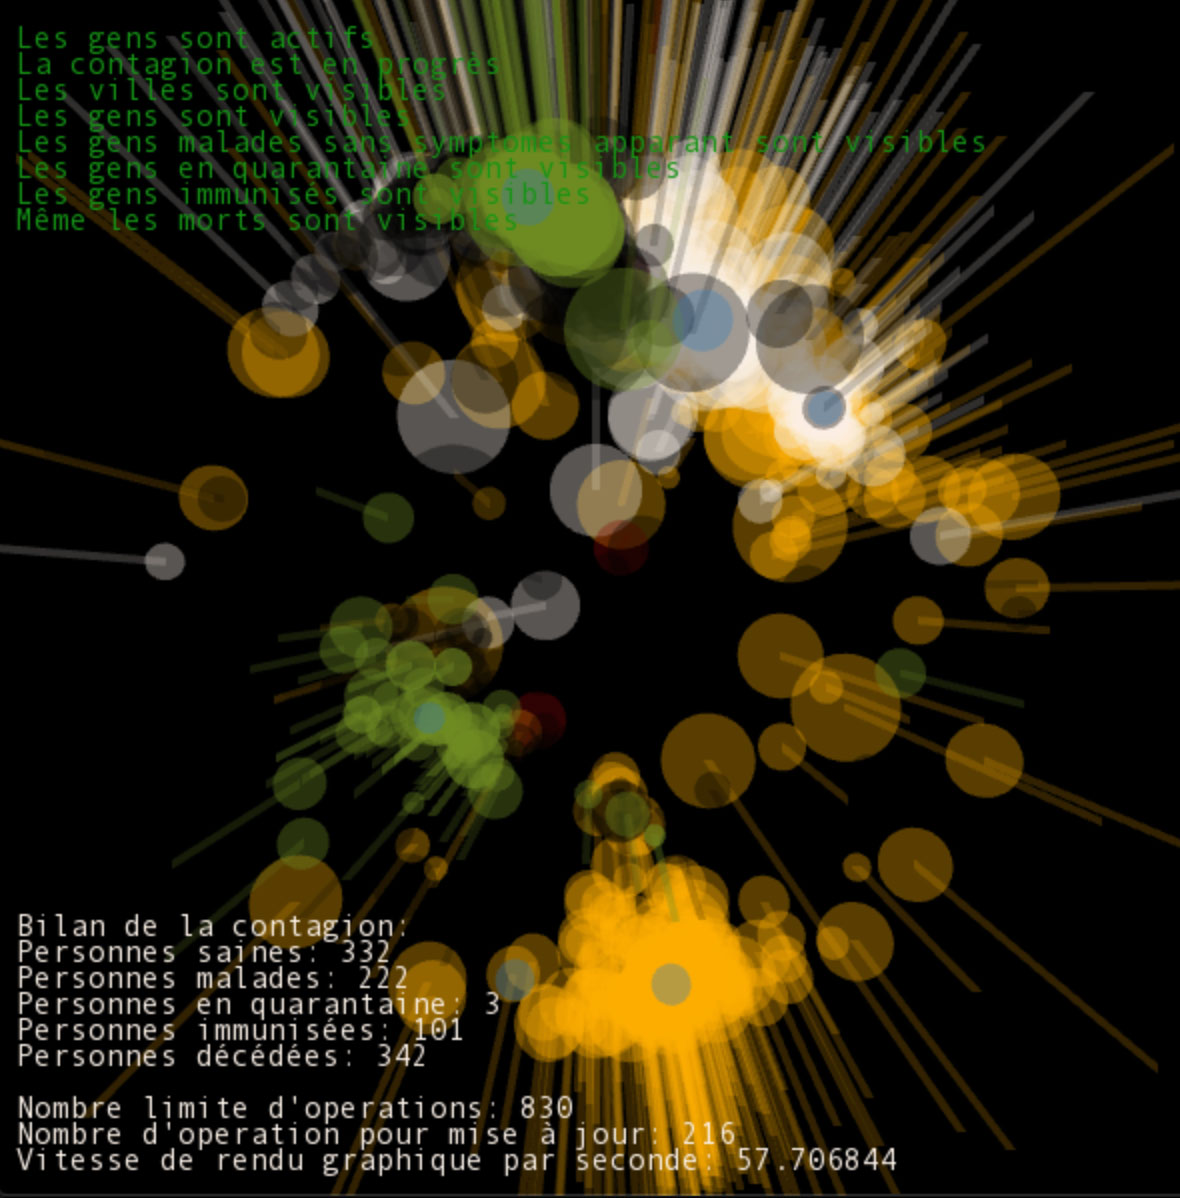 Les gens sont actifs
La contagion est en progrès
Les villes sont visibles
Les gens sont visibles
Les gens malades sans symptomes apparant sont visibles
Les gens en quarantaine sont visibles
Les gens immunisés sont visibles
Même les morts sont visibles
Bilan de la contagion:
Personnes saines: 332
Personnes malades: 222
Personnes en quarantaine: 3
Personnes immunisées: 101
Personnes décédées: 342
Nombre limite d'operations: 830
Nombre d'operation pour mise à jour: 216
Vitesse de rendu graphique par seconde: 57.706844